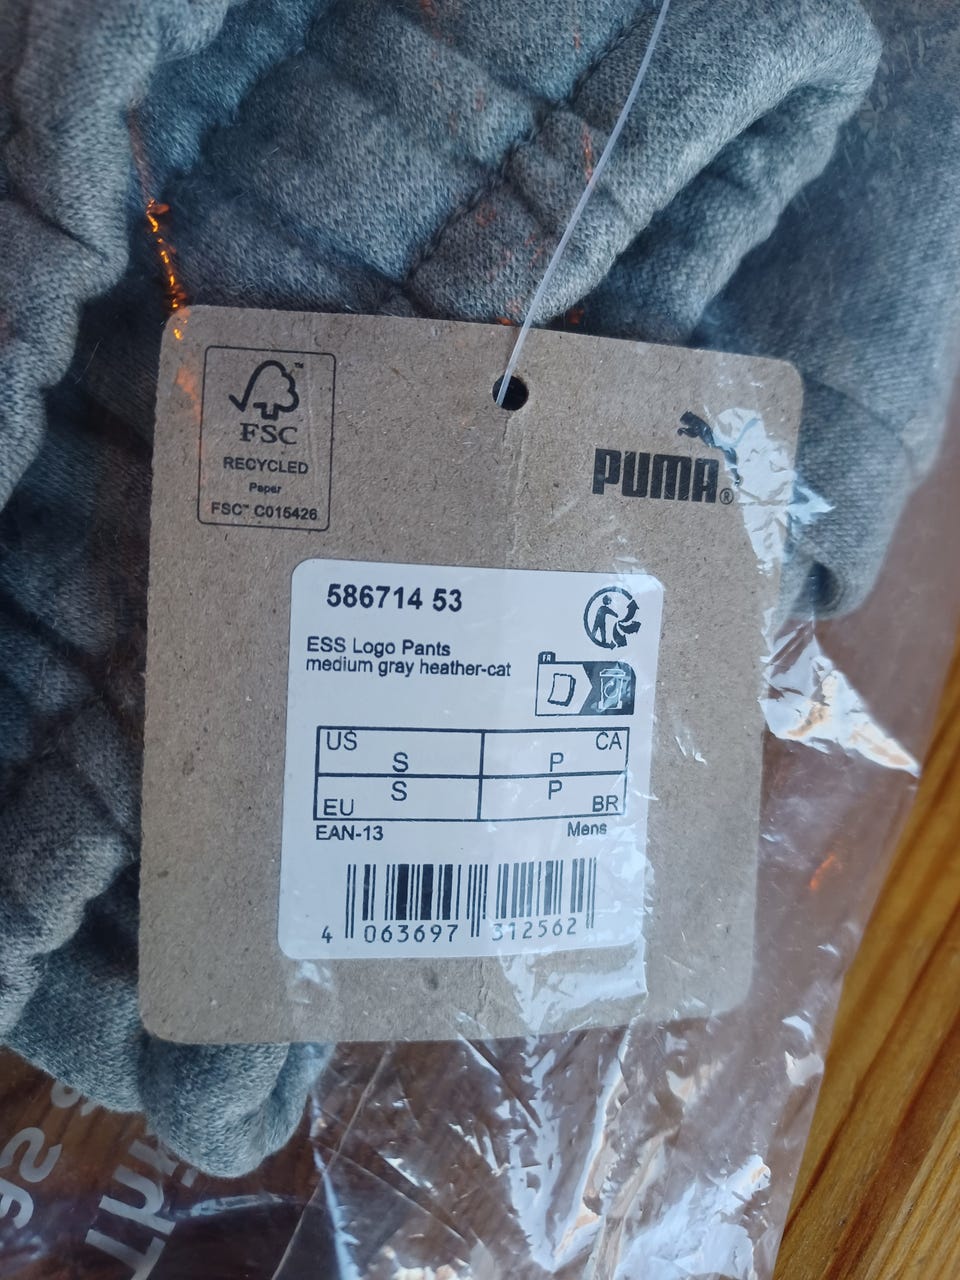 FSC™
RECYCLED
Paper
FSC™ C015426
PUMA®
586714 53
ESS Logo Pants
medium gray heather-cat
FR
US S P CA
EU S P BR
EAN-13 Mens
4 063697 312562